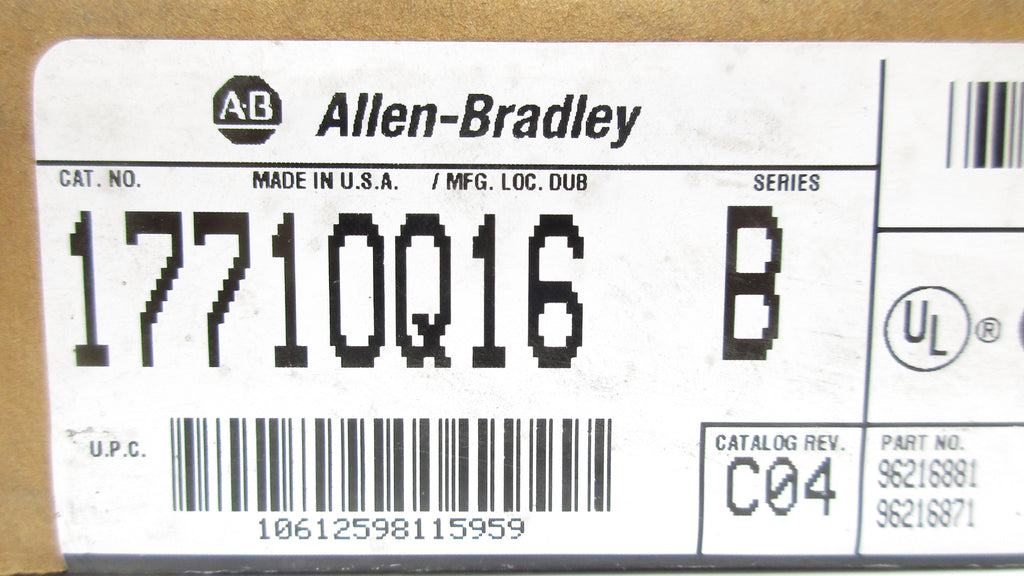 A-B Allen-Bradley
CAT. NO. MADE IN U.S.A. / MFG. LOC. DUB SERIES
1771OQ16 B
UL ®
U.P.C.
10612598115959
CATALOG REV.
C04
PART NO.
96216881
96216871